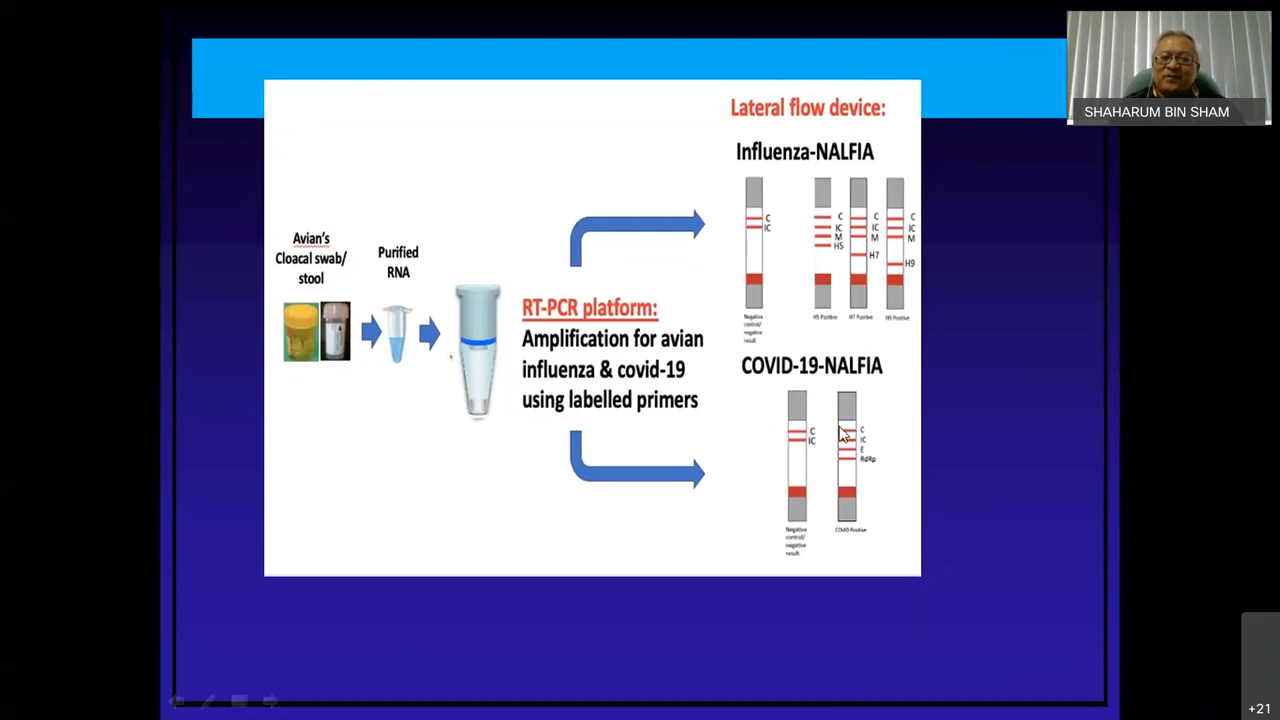 SHAHARUM BIN SHAM
Lateral flow device:
Influenza-NALFIA
C
IC
C
IC
M
H5
C
IC
M
H7
C
IC
M
H9
Negative
control/
negative
result
H5 Positive
H7 Positive
H9 Positive
Avian's
Cloacal swab/
stool
Purified
RNA
RT-PCR platform:
Amplification for avian
influenza & covid-19
using labelled primers
COVID-19-NALFIA
C
IC
C
IC
E
RdRp
Negative
control/
negative
result
COVID Positive
+21